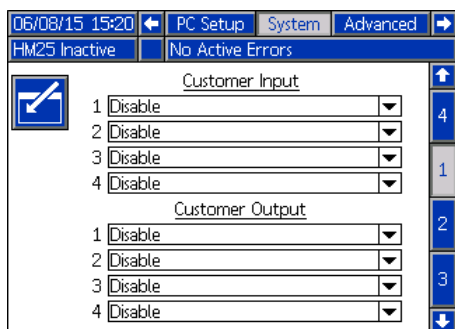 06/08/15 15:20 PC Setup System Advanced
HM25 Inactive No Active Errors
Customer Input
1 Disable
2 Disable
3 Disable
4 Disable
Customer Output
1 Disable
2 Disable
3 Disable
4 Disable
4
1
2
3